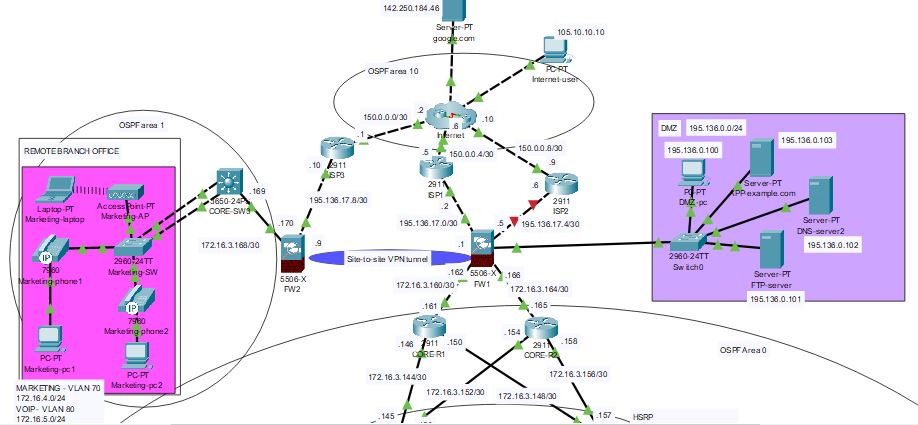 142.250.184.46
Server-PT
google.com
105.10.10.10
PC-PT
Internet-user
OSPF area 10
150.0.0.0/30
.2
.6
.10
Internet
.1
.5
150.0.0.4/30
150.0.0.8/30
.9
OSPF area 1
REMOTE BRANCH OFFICE
Laptop-PT
Marketing-laptop
Marketing-AP
7960
Marketing-phone1
2960-24TT
Marketing-SW
7960
Marketing-phone2
PC-PT
Marketing-pc1
PC-PT
Marketing-pc2
MARKETING - VLAN 70
172.16.4.0/24
VOIP - VLAN 80
172.16.5.0/24
CORE-SW3
.169
172.16.3.168/30
.170
.10
2911
195.136.17.8/30
.9
5506-X
FW2
Site-to-site VPN tunnel
2911
ISP1
.2
195.136.17.0/30
.1
.6
2911
ISP2
.5
195.136.17.4/30
5506-X
FW1
.162
.166
172.16.3.160/30
172.16.3.164/30
.161
.165
2911
CORE-R1
CORE-R2
.146
.150
.154
.158
172.16.3.144/30
172.16.3.152/30
172.16.3.148/30
172.16.3.156/30
.145
.157
HSRP
OSPF Area 0
DMZ
195.136.0.0/24
195.136.0.100
DMZ-pc
195.136.0.103
Server-PT
Server-PT
DNS-server2
195.136.0.102
2960-24TT
Switch0
Server-PT
FTP-server
195.136.0.101